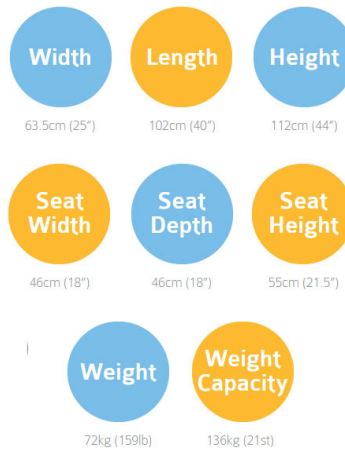 Width Length Height
63.5cm (25″) 102cm (40″) 112cm (44″)
Seat Seat Seat
Width Depth Height
46cm (18″) 46cm (18″) 55cm (21.5″)
Weight Weight
Capacity
72kg (159lb) 136kg (21st)